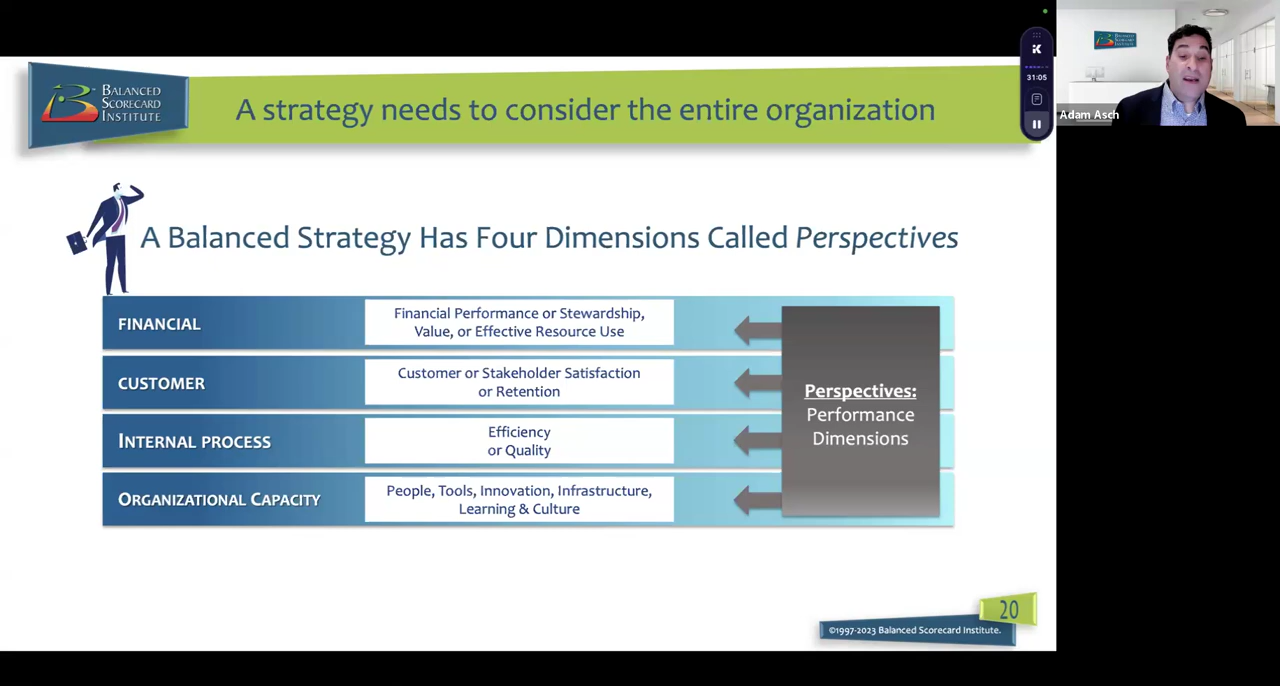 BALANCED
SCORECARD
INSTITUTE
A strategy needs to consider the entire organization
K
31:05
BALANCED
SCORECARD
INSTITUTE
Adam Asch
A Balanced Strategy Has Four Dimensions Called Perspectives
FINANCIAL
Financial Performance or Stewardship,
Value, or Effective Resource Use
CUSTOMER
Customer or Stakeholder Satisfaction
or Retention
INTERNAL PROCESS
Efficiency
or Quality
ORGANIZATIONAL CAPACITY
People, Tools, Innovation, Infrastructure,
Learning & Culture
Perspectives:
Performance
Dimensions
20
©1997-2023 Balanced Scorecard Institute.